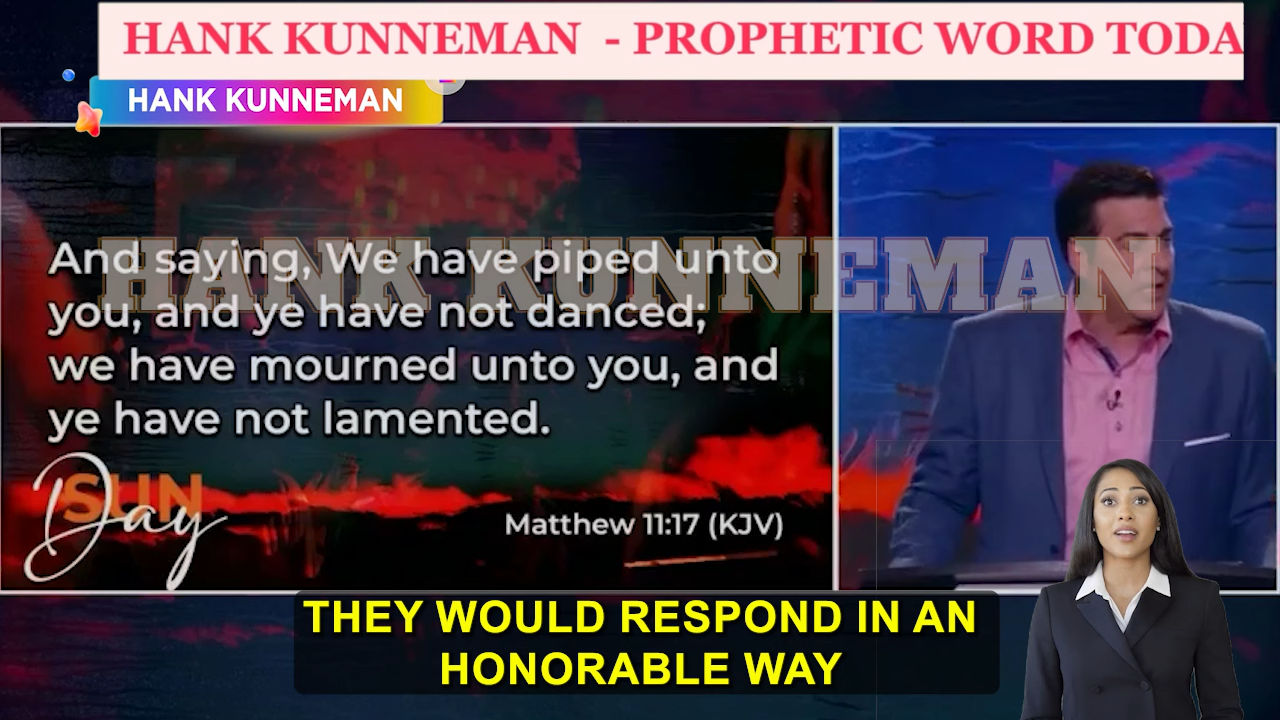 HANK KUNNEMAN - PROPHETIC WORD TODA
HANK KUNNEMAN
HANK KUNNEMAN
And saying, We have piped unto
you, and ye have not danced;
we have mourned unto you, and
ye have not lamented.
SUN
Day
Matthew 11:17 (KJV)
THEY WOULD RESPOND IN AN
HONORABLE WAY